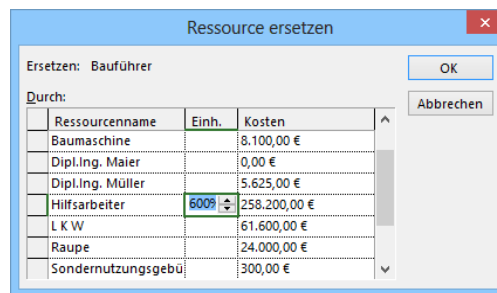 Ressource ersetzen
Ersetzen: Bauführer
OK
Durch:
Abbrechen
Ressourcenname Einh. Kosten
Baumaschine 8.100,00 €
Dipl.Ing. Maier 0,00 €
Dipl.Ing. Müller 5.625,00 €
Hilfsarbeiter 258.200,00 €
L K W 61.600,00 €
Raupe 24.000,00 €
Sondernutzungsgebü 300,00 €